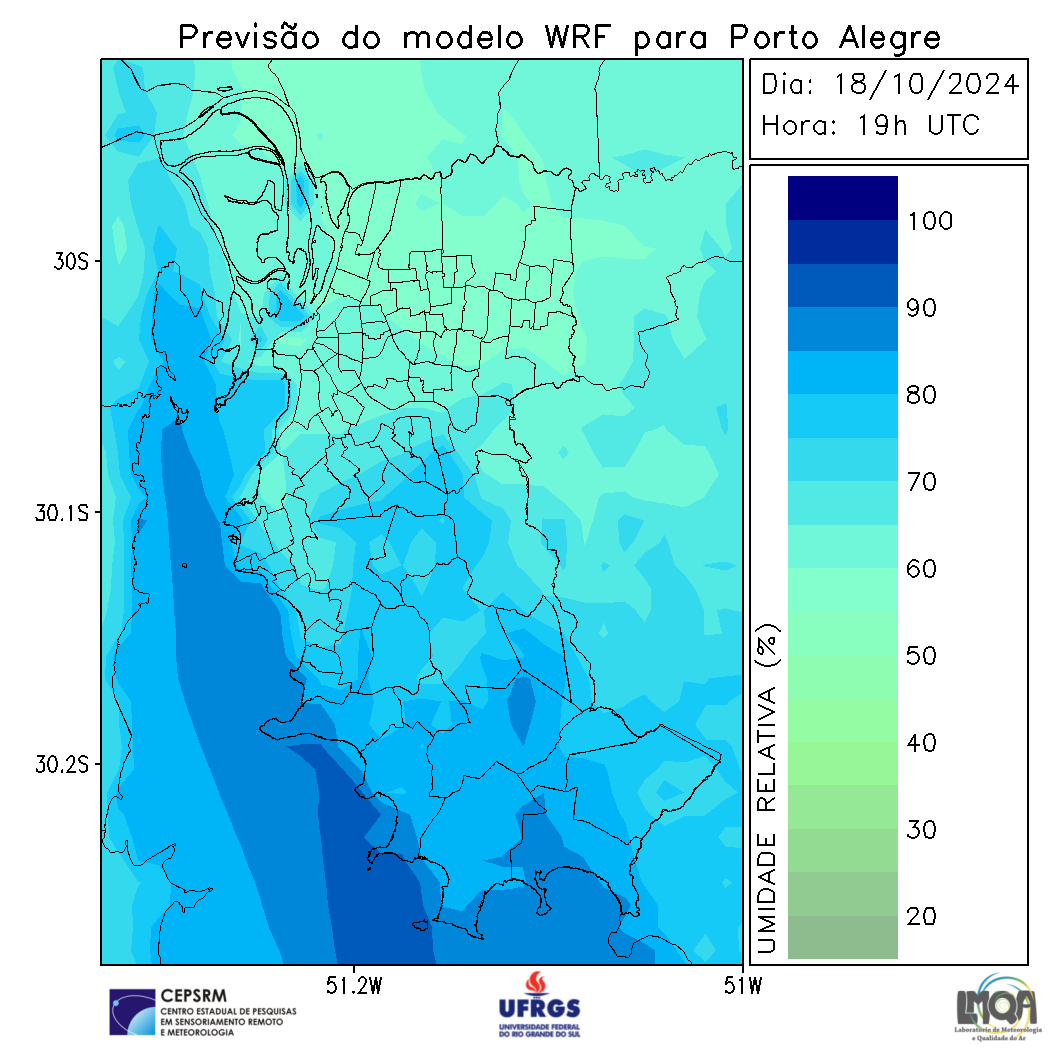 Previsão do modelo WRF para Porto Alegre
Dia: 18/10/2024
Hora: 19h UTC
30S
30.1S
30.2S
51.2W
51W
UMIDADE RELATIVA (%)
100
90
80
70
60
50
40
30
20
CEPSRM
CENTRO ESTADUAL DE PESQUISAS
EM SENSORIAMENTO REMOTO
E METEOROLOGIA
UFRGS
UNIVERSIDADE FEDERAL
DO RIO GRANDE DO SUL
LMQA
Laboratório de Meteorologia
e Qualidade do Ar